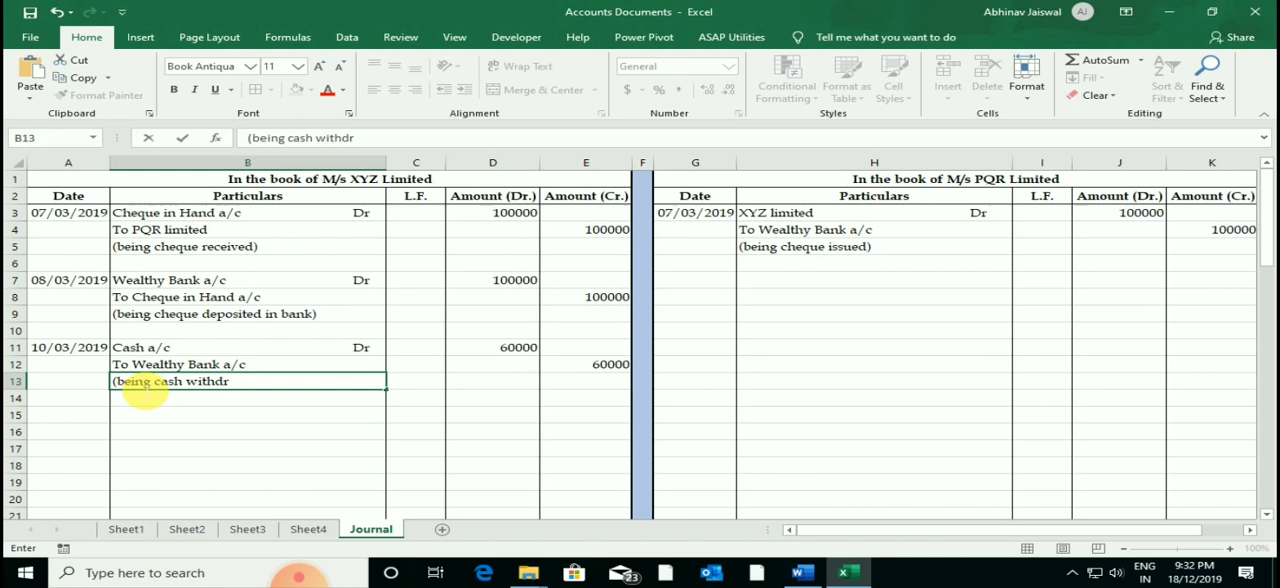 Accounts Documents - Excel
Abhinav Jaiswal AJ
File Home Insert Page Layout Formulas Data Review View Developer Help Power Pivot ASAP Utilities Tell me what you want to do Share
Cut
Copy
Format Painter
Paste
Clipboard
Book Antiqua 11 A A
B I U A
Font
Wrap Text
Merge & Center
Alignment
General
$ % ,
Number
Conditional Formatting
Format as Table
Cell Styles
Styles
Insert Delete Format
Cells
AutoSum
Fill
Clear
Sort & Filter
Find & Select
Editing
B13 fx (being cash withdr
A B C D E F G H I J K
1 In the book of M/s XYZ Limited In the book of M/s PQR Limited
2 Date Particulars L.F. Amount (Dr.) Amount (Cr.) Date Particulars L.F. Amount (Dr.) Amount (Cr.)
3 07/03/2019 Cheque in Hand a/c Dr 100000 07/03/2019 XYZ limited Dr 100000
4 To PQR limited 100000 To Wealthy Bank a/c 100000
5 (being cheque received) (being cheque issued)
6
7 08/03/2019 Wealthy Bank a/c Dr 100000
8 To Cheque in Hand a/c 100000
9 (being cheque deposited in bank)
10
11 10/03/2019 Cash a/c Dr 60000
12 To Wealthy Bank a/c 60000
13 (being cash withdr
14
15
16
17
18
19
20
21
Sheet1 Sheet2 Sheet3 Sheet4 Journal
Enter 100%
Type here to search
23
ENG
IN
9:32 PM
18/12/2019